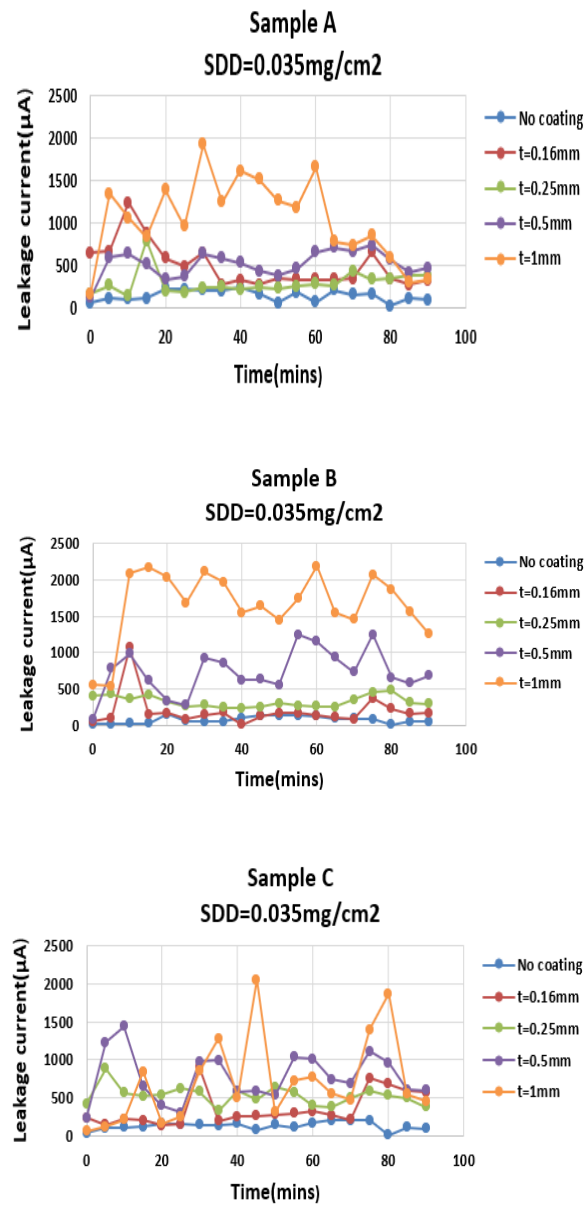 Sample A
SDD=0.035mg/cm2
Leakage current(µA)
2500
2000
1500
1000
500
0
0 20 40 60 80 100
Time(mins)
No coating
t=0.16mm
t=0.25mm
t=0.5mm
t=1mm
Sample B
SDD=0.035mg/cm2
Leakage current(µA)
2500
2000
1500
1000
500
0
0 20 40 60 80 100
Time(mins)
No coating
t=0.16mm
t=0.25mm
t=0.5mm
t=1mm
Sample C
SDD=0.035mg/cm2
Leakage current(µA)
2500
2000
1500
1000
500
0
0 20 40 60 80 100
Time(mins)
No coating
t=0.16mm
t=0.25mm
t=0.5mm
t=1mm